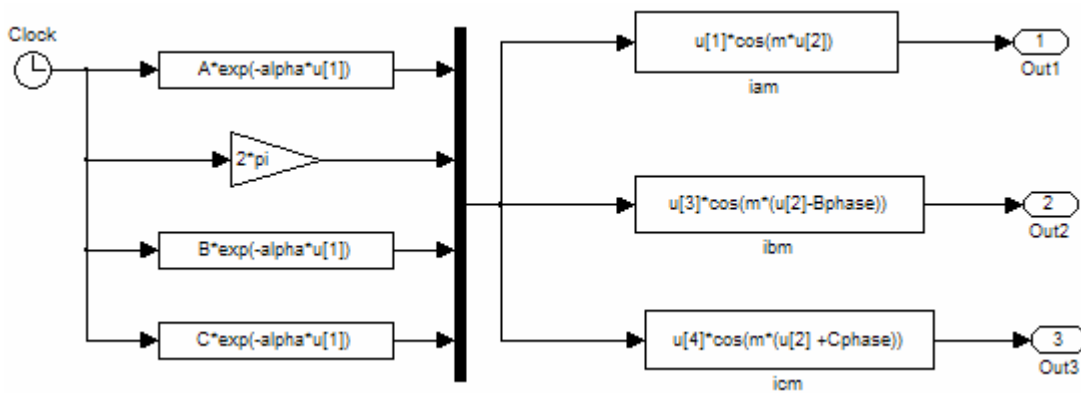 Clock
A*exp(-alpha*u[1])
2*pi
B*exp(-alpha*u[1])
C*exp(-alpha*u[1])
u[1]*cos(m*u[2])
iam
1
Out1
u[3]*cos(m*(u[2]-Bphase))
ibm
2
Out2
u[4]*cos(m*(u[2] +Cphase))
icm
3
Out3